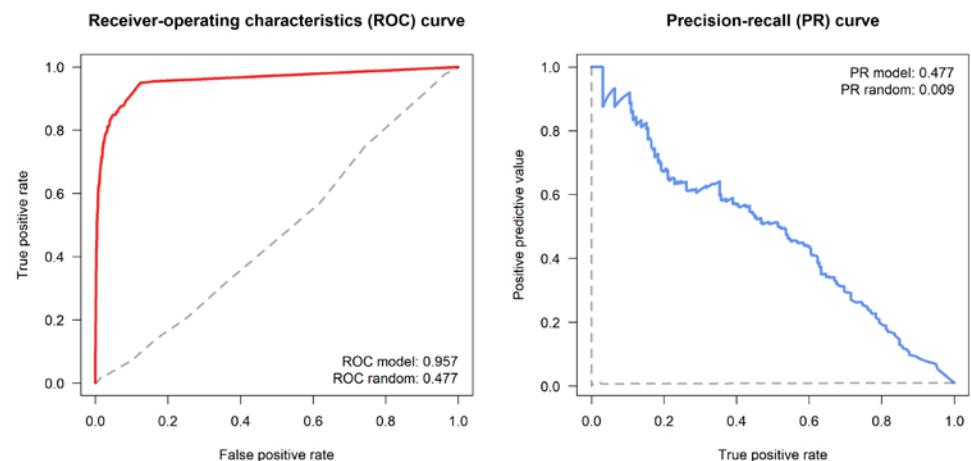 Receiver-operating characteristics (ROC) curve
True positive rate
1.0
0.8
0.6
0.4
0.2
0.0
ROC model: 0.957
ROC random: 0.477
0.0 0.2 0.4 0.6 0.8 1.0
False positive rate
Precision-recall (PR) curve
Positive predictive value
1.0
0.8
0.6
0.4
0.2
0.0
PR model: 0.477
PR random: 0.009
0.0 0.2 0.4 0.6 0.8 1.0
True positive rate